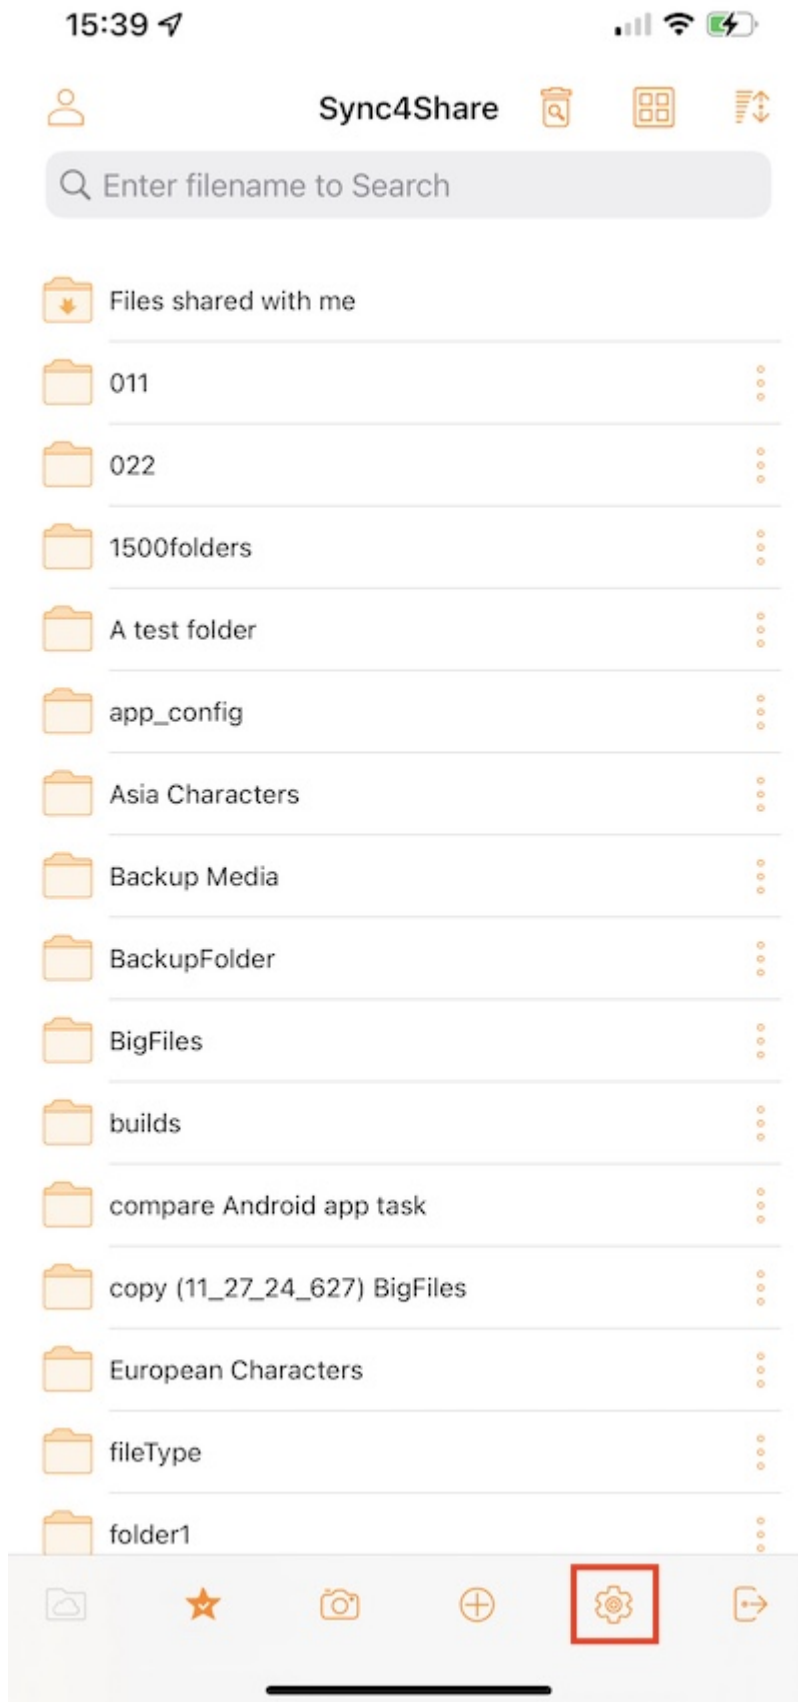 15:39
Sync4Share
Enter filename to Search
Files shared with me
011
022
1500folders
A test folder
app_config
Asia Characters
Backup Media
BackupFolder
BigFiles
builds
compare Android app task
copy (11_27_24_627) BigFiles
European Characters
fileType
folder1